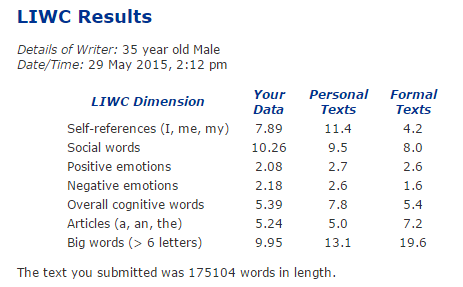 LIWC Results
Details of Writer: 35 year old Male
Date/Time: 29 May 2015, 2:12 pm
LIWC Dimension Your Data Personal Texts Formal Texts
Self-references (I, me, my) 7.89 11.4 4.2
Social words 10.26 9.5 8.0
Positive emotions 2.08 2.7 2.6
Negative emotions 2.18 2.6 1.6
Overall cognitive words 5.39 7.8 5.4
Articles (a, an, the) 5.24 5.0 7.2
Big words (> 6 letters) 9.95 13.1 19.6
The text you submitted was 175104 words in length.